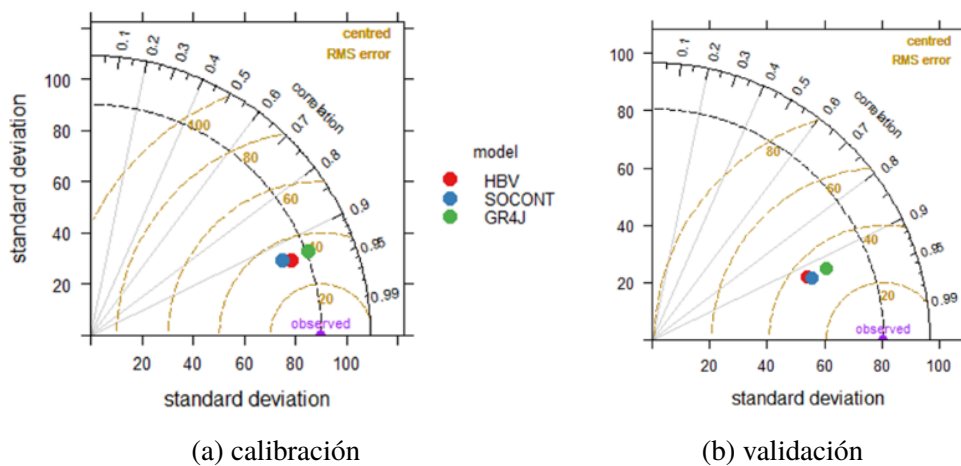 centred
RMS error
0.1
0.2
0.3
0.4
0.5
0.6
0.7
0.8
0.9
0.95
0.99
correlation
100
80
60
40
20
observed
standard deviation
100
80
60
40
20
20
40
60
80
100
standard deviation
(a) calibración
model
HBV
SOCONT
GR4J
centred
RMS error
0.1
0.2
0.3
0.4
0.5
0.6
0.7
0.8
0.9
0.95
0.99
correlation
80
60
40
20
observed
standard deviation
100
80
60
40
20
20
40
60
80
100
standard deviation
(b) validación